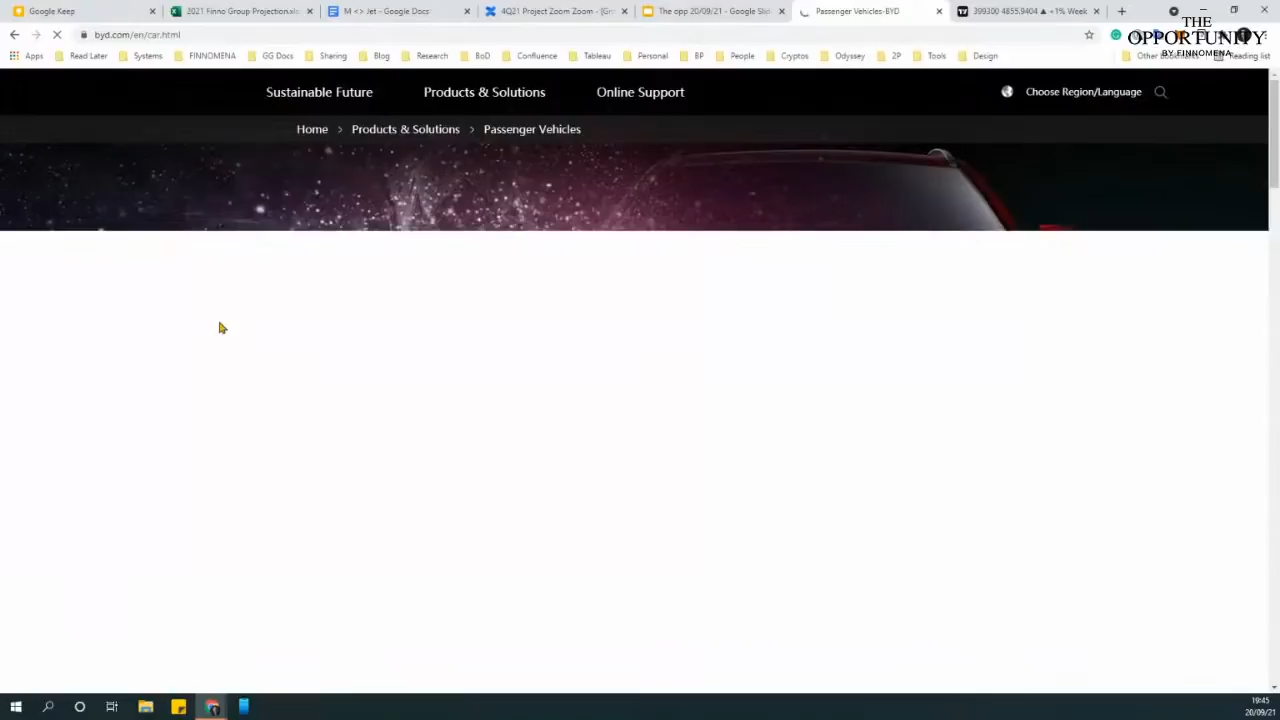 Google Keep
2021 Finno Group Projection.xls
M <> Jet - Google Docs
4Q21 Project Zoom Zoom - [Gr
The opp 20/09/21 - Google Slid
Passenger Vehicles-BYD
399300 4855.9404 ▲ +1% Week
byd.com/en/car.html
THE
OPPORTUNITY
BY FINNOMENA
Apps
Read Later
Systems
FINNOMENA
GG Docs
Sharing
Blog
Research
BoD
Confluence
Tableau
Personal
BP
People
Cryptos
Odyssey
2P
Tools
Design
Other bookmarks
Reading list
Sustainable Future
Products & Solutions
Online Support
Choose Region/Language
Home > Products & Solutions > Passenger Vehicles
19:45
20/09/21